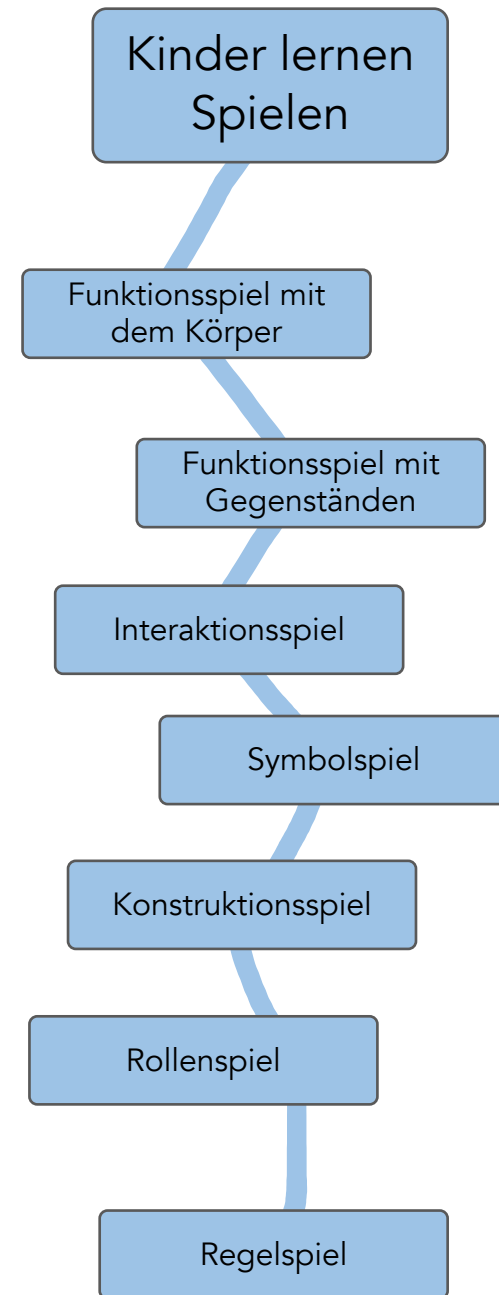 Kinder lernen
Spielen
Funktionsspiel mit
dem Körper
Funktionsspiel mit
Gegenständen
Interaktionsspiel
Symbolspiel
Konstruktionsspiel
Rollenspiel
Regelspiel